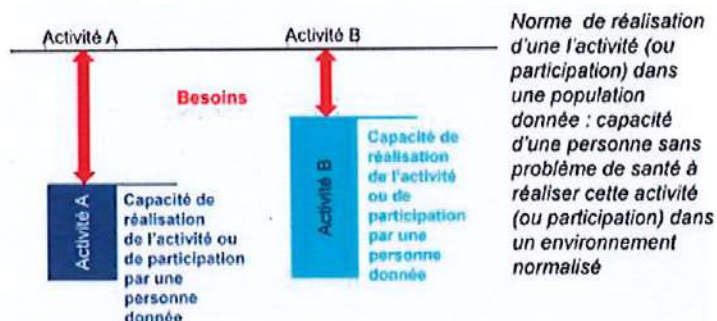 Activité A
Activité B
Besoins
Activité A
Capacité de
réalisation
de l'activité ou
de participation
par une
personne
donnée
Activité B
Capacité de
réalisation
de l'activité
ou de
participation
par une
personne
donnée
Norme de réalisation
d'une l'activité (ou
participation) dans
une population
donnée : capacité
d'une personne sans
problème de santé à
réaliser cette activité
(ou participation) dans
un environnement
normalisé